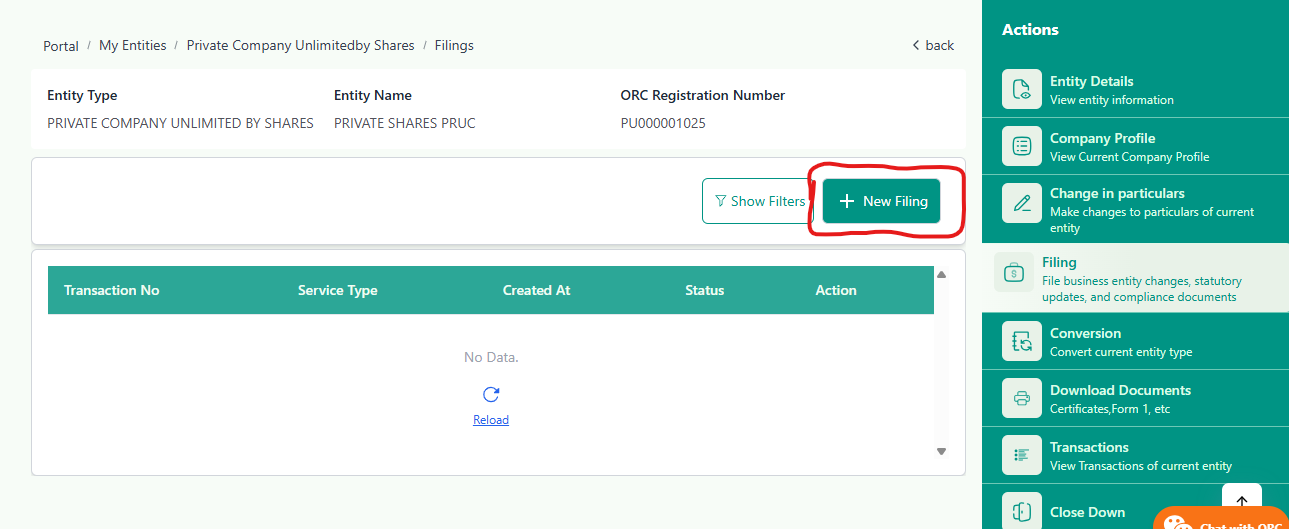 Portal / My Entities / Private Company Unlimitedby Shares / Filings
back
Entity Type
Entity Name
ORC Registration Number
PRIVATE COMPANY UNLIMITED BY SHARES
PRIVATE SHARES PRUC
PU000001025
Show Filters
+ New Filing
Transaction No
Service Type
Created At
Status
Action
No Data.
Reload
Actions
Entity Details
View entity information
Company Profile
View Current Company Profile
Change in particulars
Make changes to particulars of current
entity
Filing
File business entity changes, statutory
updates, and compliance documents
Conversion
Convert current entity type
Download Documents
Certificates,Form 1, etc
Transactions
View Transactions of current entity
Close Down
Chat with ORC